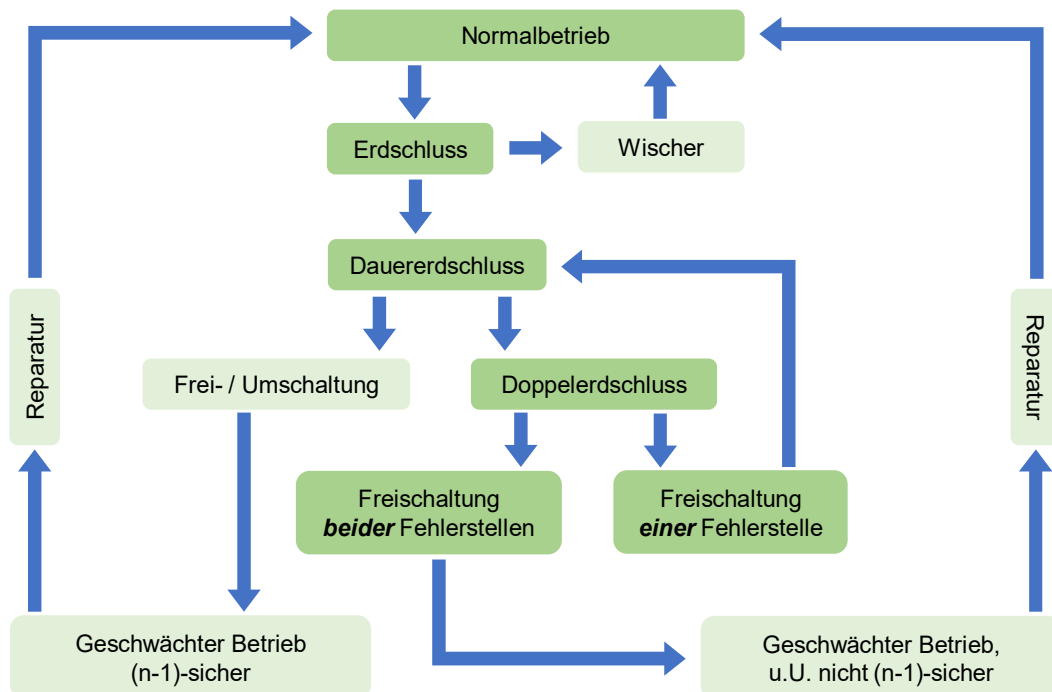 Normalbetrieb
Erdschluss
Wischer
Dauererdschluss
Reparatur
Reparatur
Frei- / Umschaltung
Doppelerdschluss
Freischaltung
beider Fehlerstellen
Freischaltung
einer Fehlerstelle
Geschwächter Betrieb
(n-1)-sicher
Geschwächter Betrieb,
u.U. nicht (n-1)-sicher